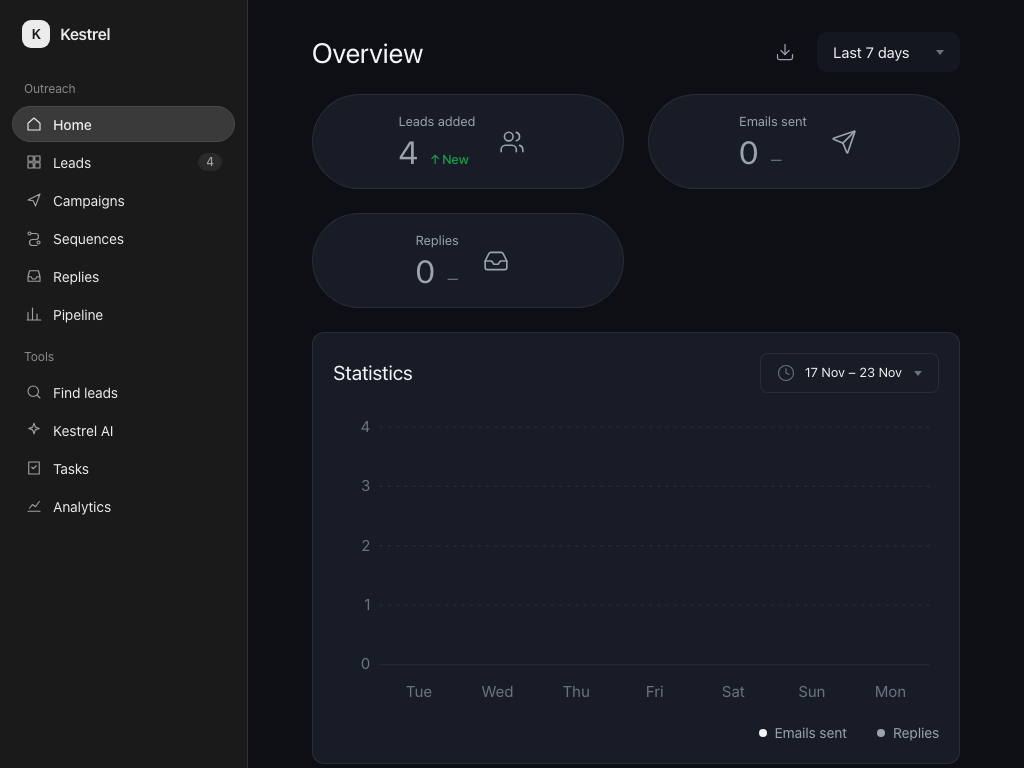 K Kestrel
Outreach
Home
Leads 4
Campaigns
Sequences
Replies
Pipeline
Tools
Find leads
Kestrel AI
Tasks
Analytics
Overview
Last 7 days
Leads added
4 ↑ New
Emails sent
0 –
Replies
0 –
Statistics
17 Nov – 23 Nov
4
3
2
1
0
Tue Wed Thu Fri Sat Sun Mon
Emails sent Replies